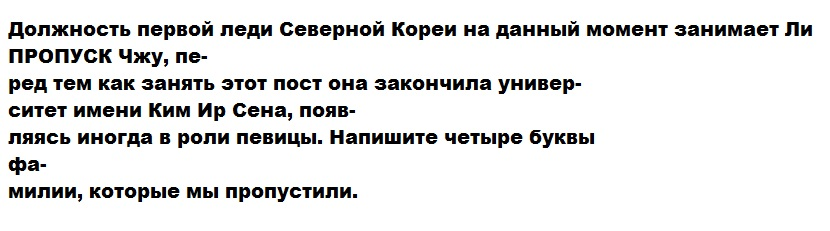 Должность первой леди Северной Кореи на данный момент занимает Ли
ПРОПУСК Чжу, пе-
ред тем как занять этот пост она закончила универ-
ситет имени Ким Ир Сена, появ-
ляясь иногда в роли певицы. Напишите четыре буквы
фа-
милии, которые мы пропустили.